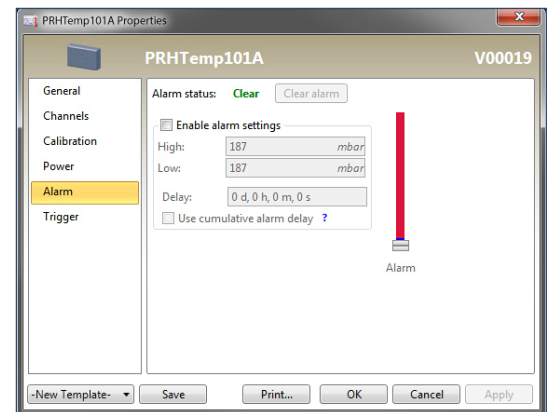 PRHTemp101A Properties
PRHTemp101A V00019
General
Channels
Calibration
Power
Alarm
Trigger
Alarm status: Clear Clear alarm
Enable alarm settings
High: 187 mbar
Low: 187 mbar
Delay: 0 d, 0 h, 0 m, 0 s
Use cumulative alarm delay ?
Alarm
-New Template- Save Print... OK Cancel Apply